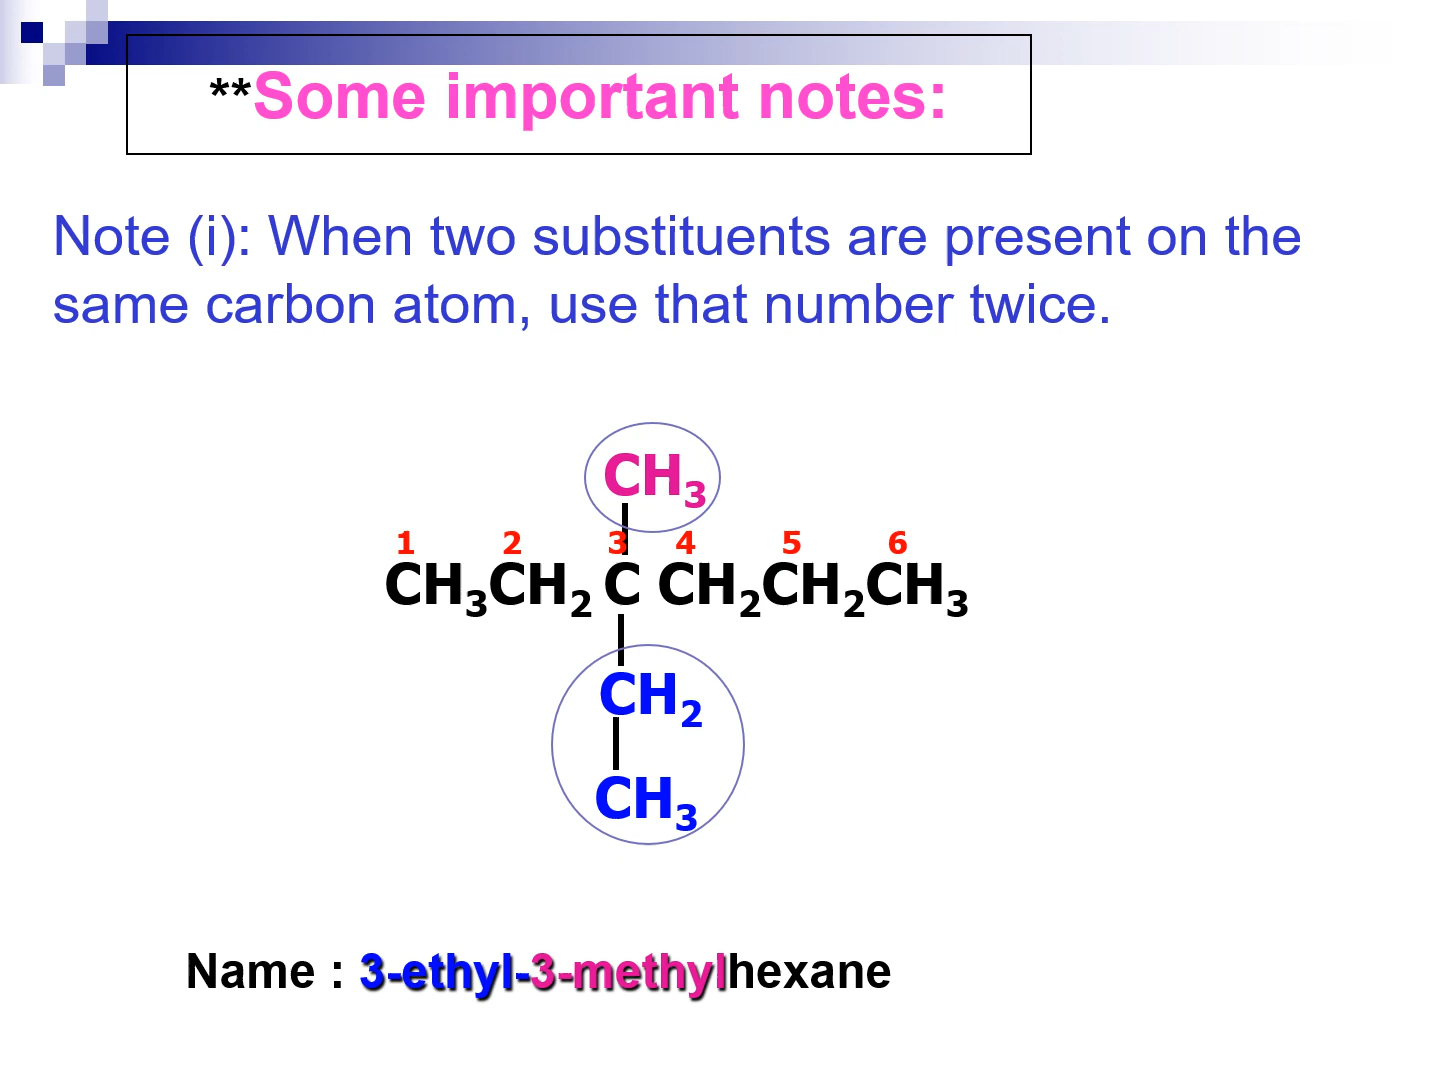 **Some important notes:
Note (i): When two substituents are present on the
same carbon atom, use that number twice.
CH₃
1 2 3 4 5 6
CH₃CH₂ C CH₂CH₂CH₃
CH₂
CH₃
Name : 3-ethyl-3-methylhexane